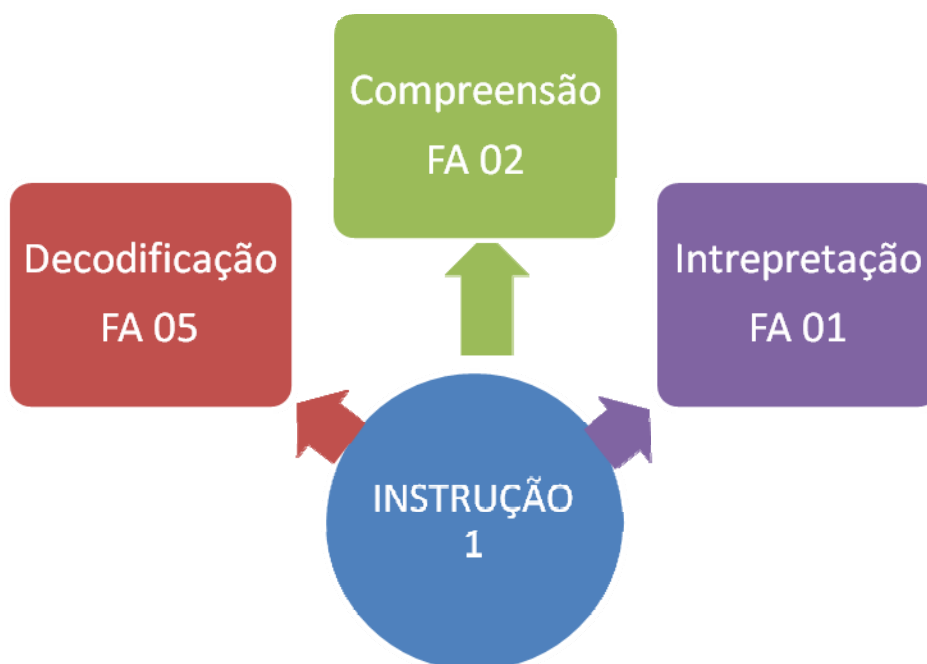 Compreensão
FA 02
Decodificação
FA 05
Intrepretação
FA 01
INSTRUÇÃO
1